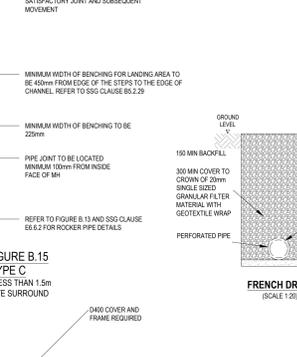 SATISFACTORY JOINT AND SUBSEQUENT
MOVEMENT
MINIMUM WIDTH OF BENCHING FOR LANDING AREA TO
BE 450mm FROM EDGE OF THE STEPS TO THE EDGE OF
CHANNEL. REFER TO SSG CLAUSE B5.2.29
MINIMUM WIDTH OF BENCHING TO BE
225mm
PIPE JOINT TO BE LOCATED
MINIMUM 100mm FROM INSIDE
FACE OF MH
REFER TO FIGURE B.13 AND SSG CLAUSE
E6.6.2 FOR ROCKER PIPE DETAILS
GURE B.15
YPE C
ESS THAN 1.5m
TE SURROUND
D400 COVER AND
FRAME REQUIRED
GROUND
LEVEL
150 MIN BACKFILL
300 MIN COVER TO
CROWN OF 20mm
SINGLE SIZED
GRANULAR FILTER
MATERIAL WITH
GEOTEXTILE WRAP
PERFORATED PIPE
FRENCH DR
(SCALE 1:20)